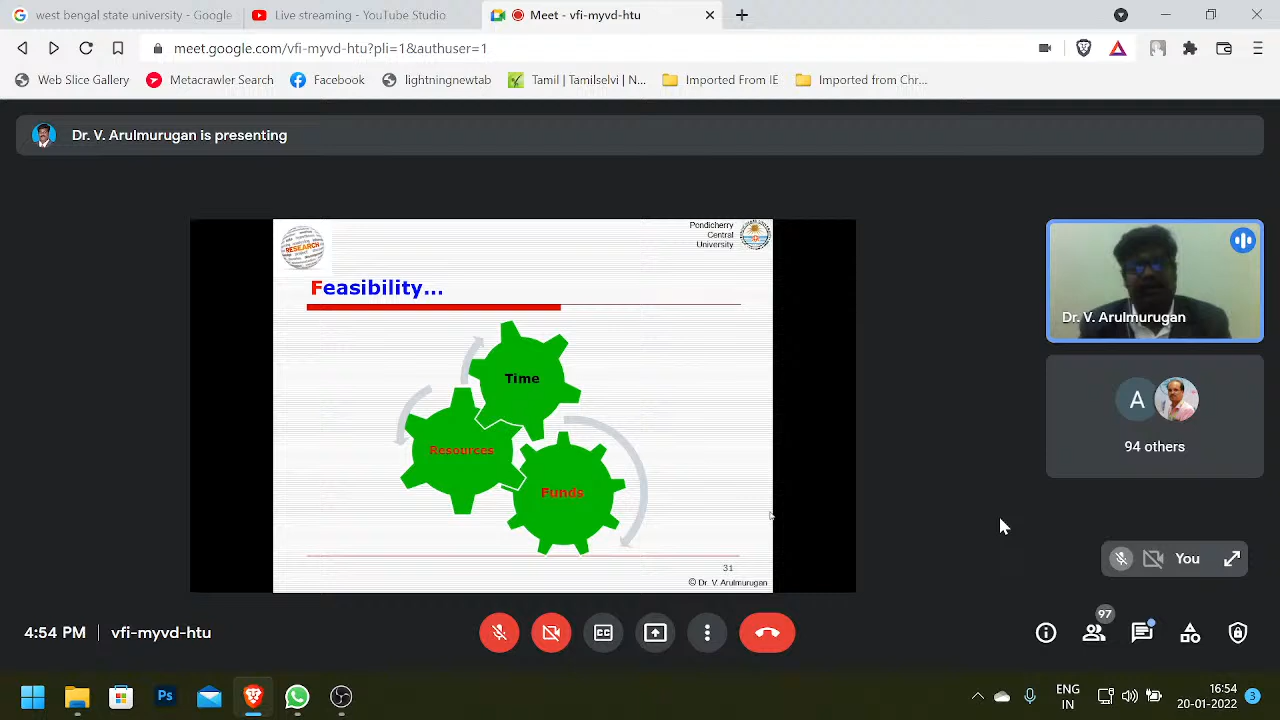 west bengal state university - Google
Live streaming - YouTube Studio
Meet - vfi-myvd-htu
meet.google.com/vfi-myvd-htu?pli=1&authuser=1
Web Slice Gallery
Metacrawler Search
Facebook
lightningnewtab
Tamil | Tamilselvi | N...
Imported From IE
Imported from Chr...
Dr. V. Arulmurugan is presenting
RESEARCH
Pondicherry
Central
University
Feasibility...
Time
Resources
Funds
31
© Dr. V. Arulmurugan
Dr. V. Arulmurugan
A
94 others
You
4:54 PM | vfi-myvd-htu
CC
97
Ps
ENG
IN
16:54
20-01-2022
3